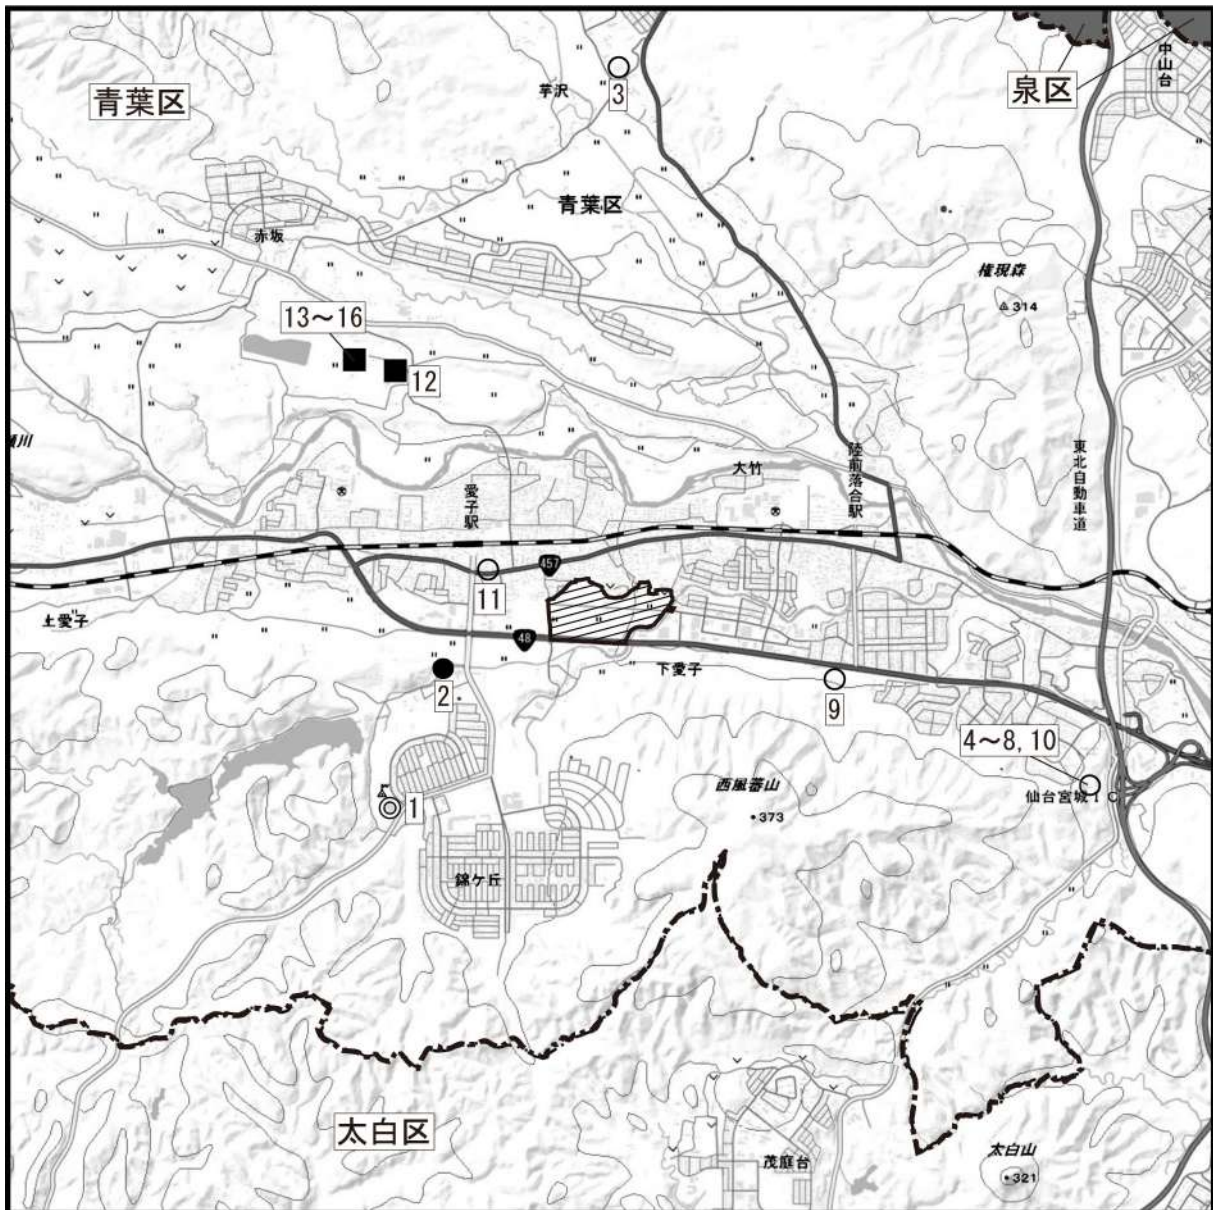 中山台
泉区
青葉区
芋沢
3
青葉区
赤坂
権現森
314
13～16
12
東北自動車道
陸前落合駅
大竹
愛子駅
457
11
上愛子
48
下愛子
2
9
4～8, 10
西風蕃山
仙台宮城IC
1
373
錦ケ丘
太白区
茂庭台
太白山
321